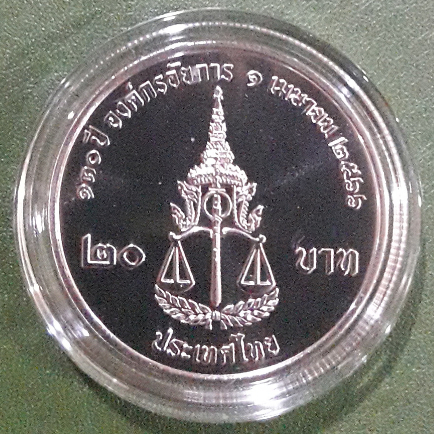 ๑๓๐ ปี องค์กรอัยการ ๑ เมษายน ๒๕๖๖
๒๐ บาท
ประเทศไทย